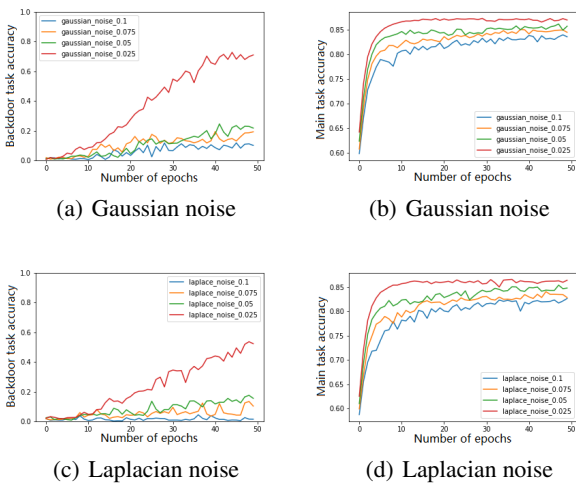 1.0
0.8
0.6
0.4
0.2
0.0
Backdoor task accuracy
gaussian_noise_0.1
gaussian_noise_0.075
gaussian_noise_0.05
gaussian_noise_0.025
0 10 20 30 40 50
Number of epochs
(a) Gaussian noise
0.85
0.80
0.75
0.70
0.65
0.60
Main task accuracy
gaussian_noise_0.1
gaussian_noise_0.075
gaussian_noise_0.05
gaussian_noise_0.025
0 10 20 30 40 50
Number of epochs
(b) Gaussian noise
1.0
0.8
0.6
0.4
0.2
0.0
Backdoor task accuracy
laplace_noise_0.1
laplace_noise_0.075
laplace_noise_0.05
laplace_noise_0.025
0 10 20 30 40 50
Number of epochs
(c) Laplacian noise
0.85
0.80
0.75
0.70
0.65
0.60
Main task accuracy
laplace_noise_0.1
laplace_noise_0.075
laplace_noise_0.05
laplace_noise_0.025
0 10 20 30 40 50
Number of epochs
(d) Laplacian noise